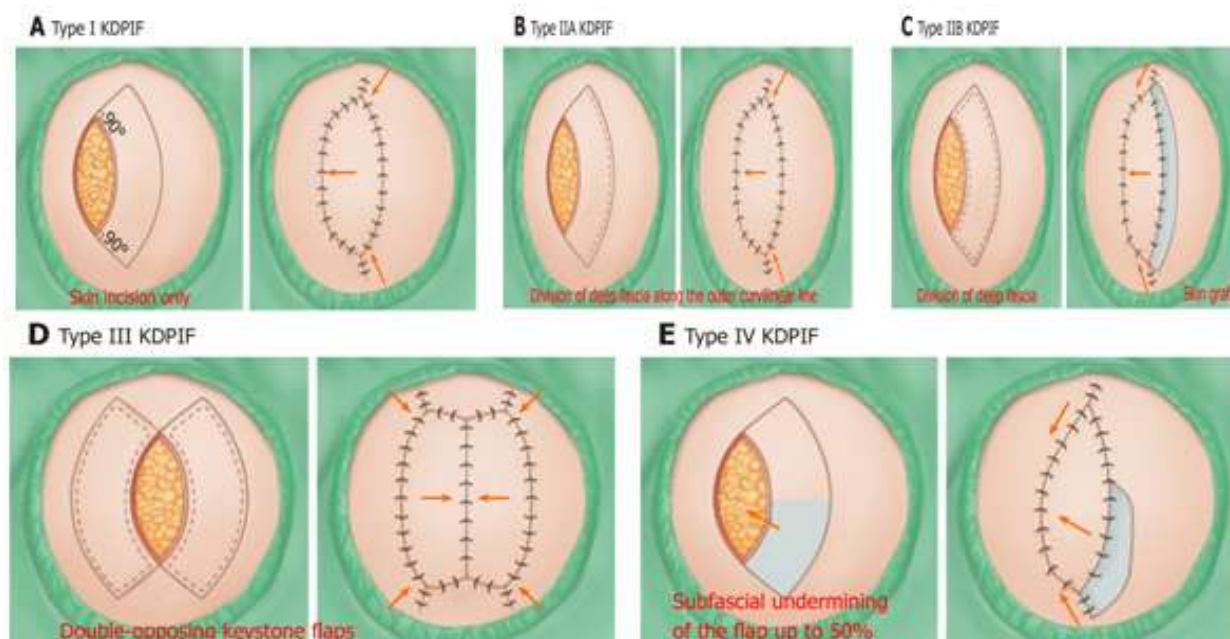 A Type I KDPIF
B Type IIA KDPIF
C Type IIB KDPIF
90°
90°
Skin incision only
Division of deep fascia along the outer curvilinear line
Division of deep fascia
Skin graf
D Type III KDPIF
E Type IV KDPIF
Double-opposing keystone flaps
Subfascial undermining
of the flap up to 50%